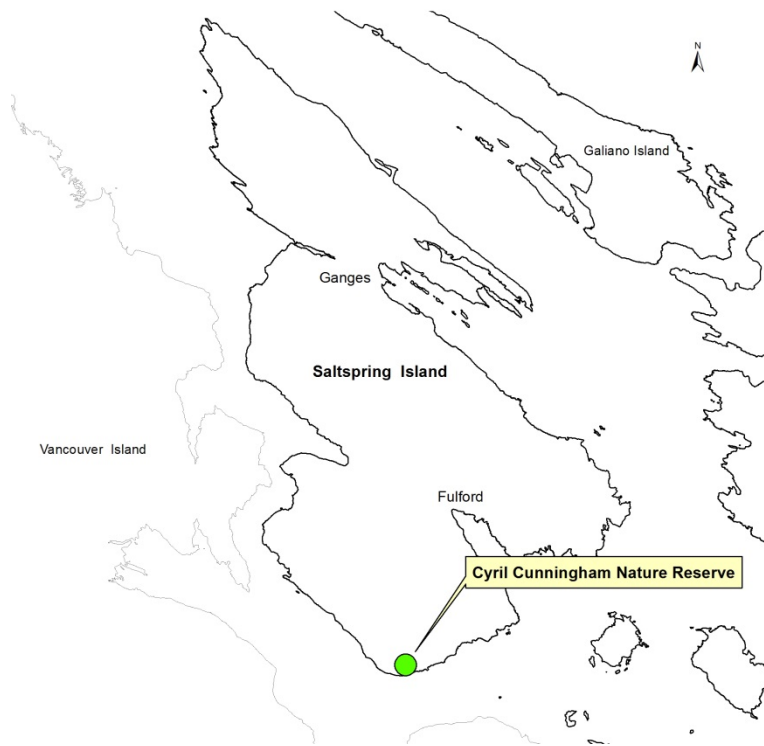 N
Galiano Island
Ganges
Saltspring Island
Vancouver Island
Fulford
Cyril Cunningham Nature Reserve